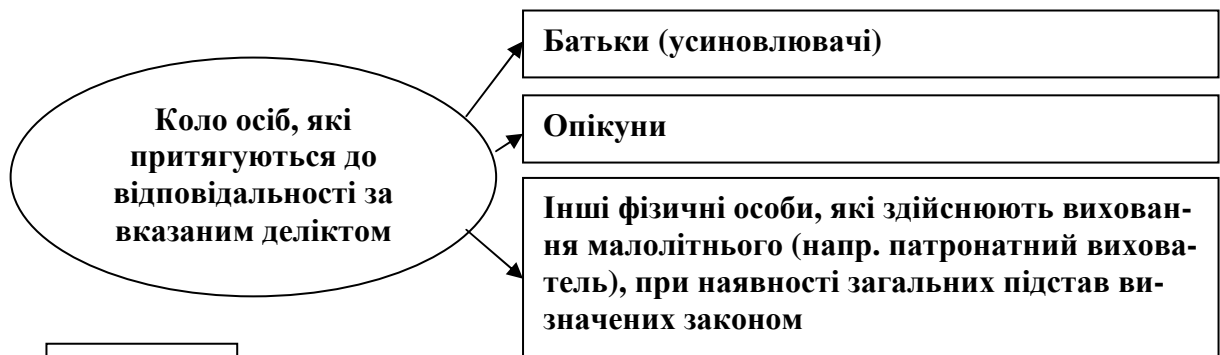 Коло осіб, які
притягуються до
відповідальності за
вказаним деліктом
Батьки (усиновлювачі)
Опікуни
Інші фізичні особи, які здійснюють вихован-
ня малолітнього (напр. патронатний вихова-
тель), при наявності загальних підстав ви-
значених законом